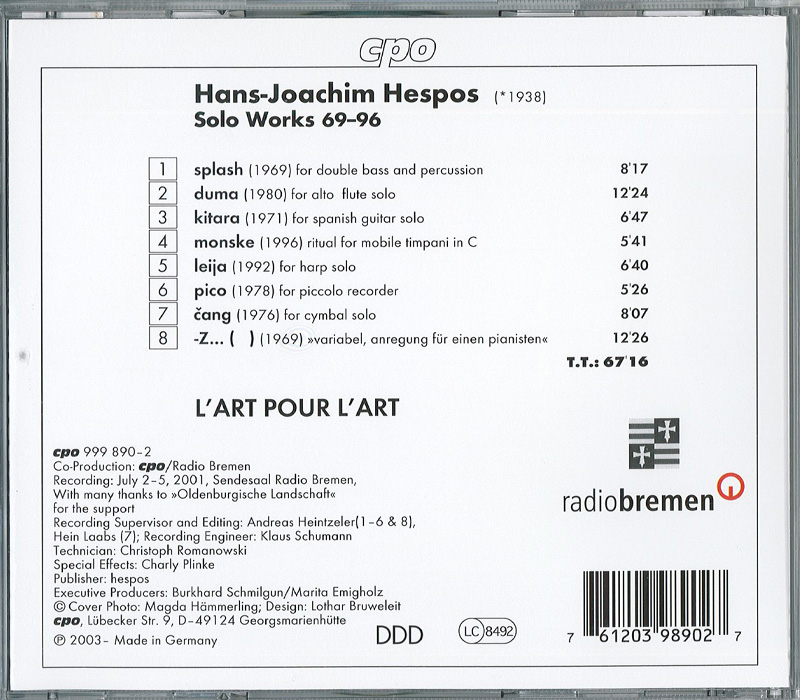 cpo
Hans-Joachim Hespos (*1938)
Solo Works 69–96
1 splash (1969) for double bass and percussion 8'17
2 duma (1980) for alto flute solo 12'24
3 kitara (1971) for spanish guitar solo 6'47
4 monske (1996) ritual for mobile timpani in C 5'41
5 leija (1992) for harp solo 6'40
6 pico (1978) for piccolo recorder 5'26
7 čang (1976) for cymbal solo 8'07
8 -Z... ( ) (1969) »variabel, anregung für einen pianisten« 12'26
T.T.: 67'16
L'ART POUR L'ART
cpo 999 890–2
Co-Production: cpo/Radio Bremen
Recording: July 2–5, 2001, Sendesaal Radio Bremen,
With many thanks to »Oldenburgische Landschaft«
for the support
Recording Supervisor and Editing: Andreas Heintzeler(1–6 & 8),
Hein Laabs (7); Recording Engineer: Klaus Schumann
Technician: Christoph Romanowski
Special Effects: Charly Plinke
Publisher: hespos
Executive Producers: Burkhard Schmilgun/Marita Emigholz
© Cover Photo: Magda Hämmerling; Design: Lothar Bruweleit
cpo, Lübecker Str. 9, D–49124 Georgsmarienhütte
℗ 2003– Made in Germany
DDD
LC 8492
radiobremen
7 61203 98902 7